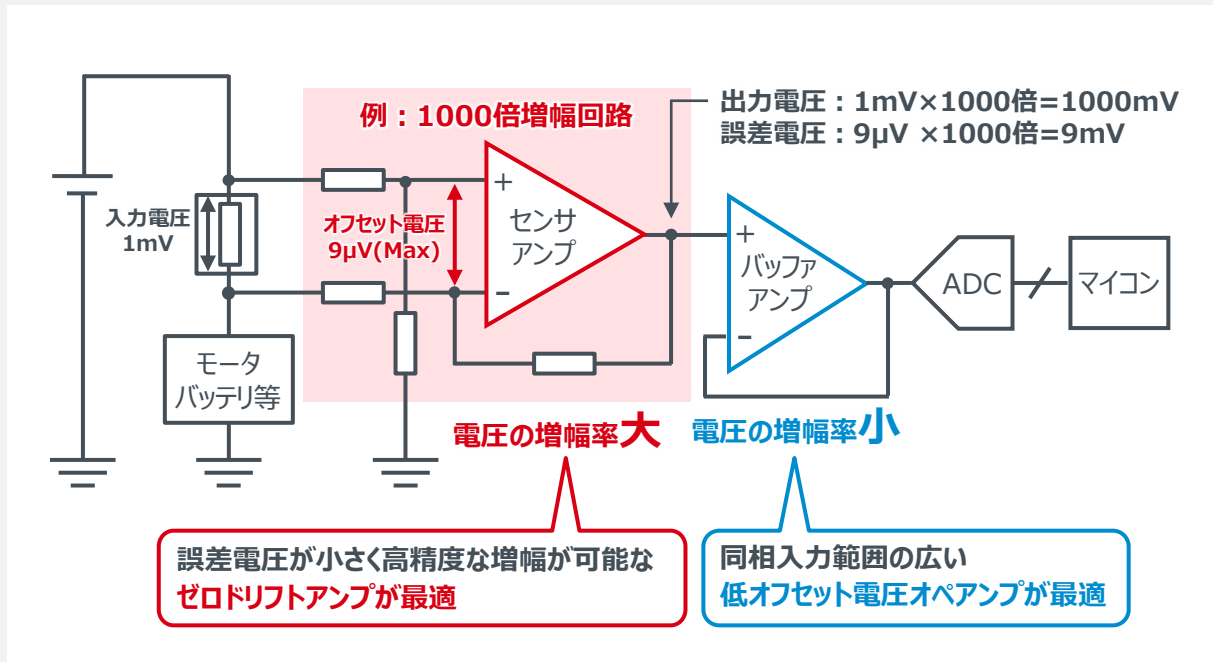 例：1000倍増幅回路
出力電圧：1mV×1000倍=1000mV
誤差電圧：9μV ×1000倍=9mV
入力電圧
1mV
オフセット電圧
9μV(Max)
+
センサ
アンプ
−
+
バッファ
アンプ
−
ADC
マイコン
モータ
バッテリ等
電圧の増幅率大
電圧の増幅率小
誤差電圧が小さく高精度な増幅が可能な
ゼロドリフトアンプが最適
同相入力範囲の広い
低オフセット電圧オペアンプが最適